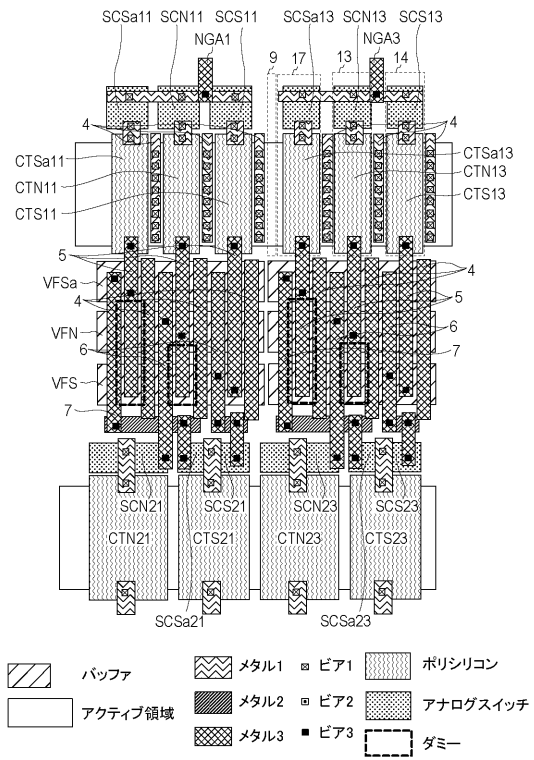 SCSa11 SCN11 SCS11 SCSa13 SCN13 SCS13
NGA1 NGA3
9 17 13 14
4 4
CTSa11 CTSa13
CTN11 CTN13
CTS11 CTS13
5 4
VFSa
4 5
VFN 6
6 7
VFS
7
SCN21 SCS21 SCN23 SCS23
CTN21 CTS21 CTN23 CTS23
SCSa21 SCSa23
バッファ メタル1 ビア1 ポリシリコン
アクティブ領域 メタル2 ビア2 アナログスイッチ
メタル3 ビア3 ダミー